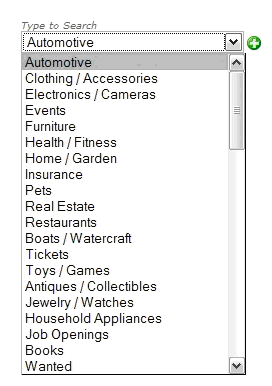 Type to Search
Automotive
Automotive
Clothing / Accessories
Electronics / Cameras
Events
Furniture
Health / Fitness
Home / Garden
Insurance
Pets
Real Estate
Restaurants
Boats / Watercraft
Tickets
Toys / Games
Antiques / Collectibles
Jewelry / Watches
Household Appliances
Job Openings
Books
Wanted